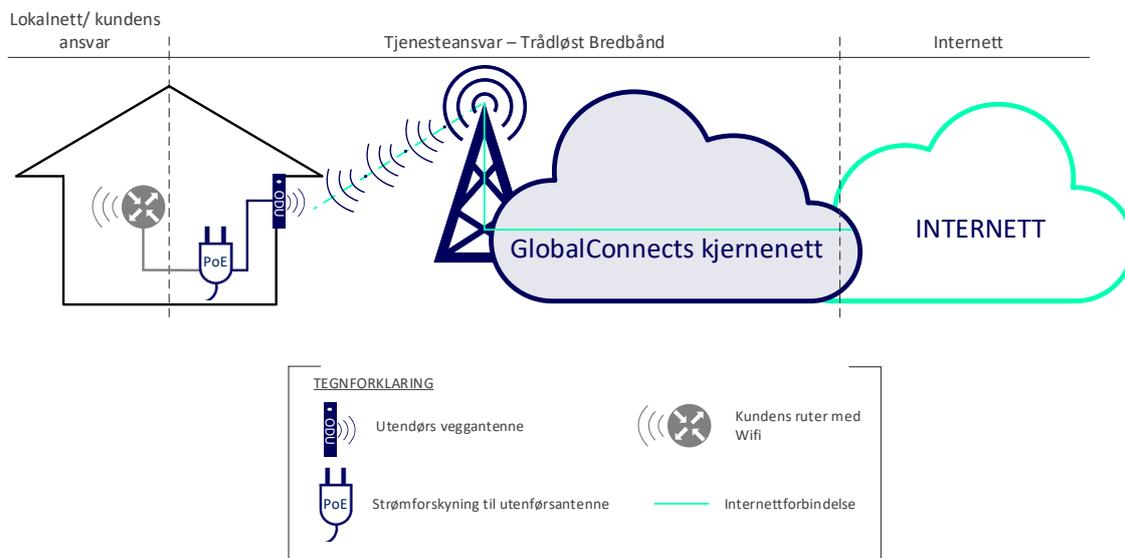 Lokalnett/ kundens
ansvar
Tjenesteansvar – Trådløst Bredbånd
Internett
ODU
PoE
GlobalConnects kjernenett
INTERNETT
TEGNFORKLARING
ODU
Utendørs veggantenne
Kundens ruter med
Wifi
PoE
Strømforskyning til utenførsantenne
Internettforbindelse